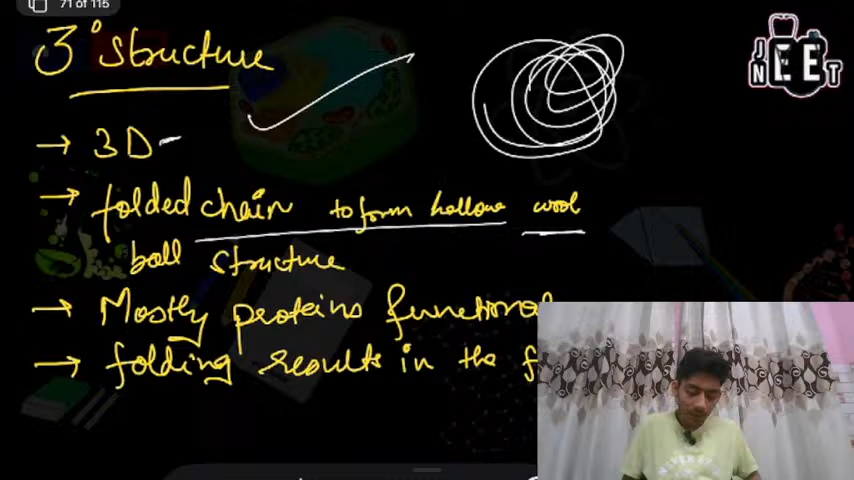 71 of 115
3° structure
JNEET
→ 3D
→ folded chain to form hollow wool
ball structure
→ Mostly proteins functional
→ folding results in the f